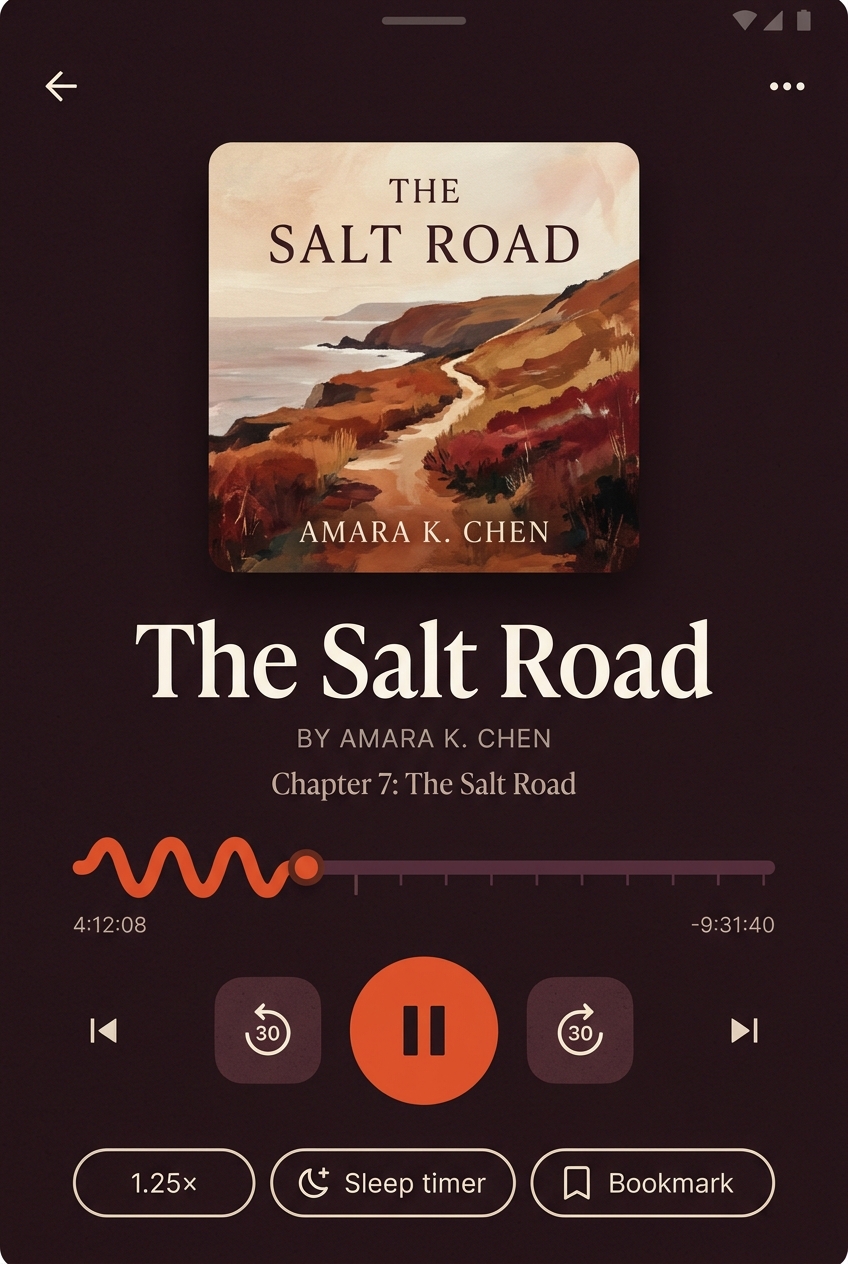 THE
SALT ROAD
AMARA K. CHEN
The Salt Road
BY AMARA K. CHEN
Chapter 7: The Salt Road
4:12:08 -9:31:40
30 30
1.25× Sleep timer Bookmark